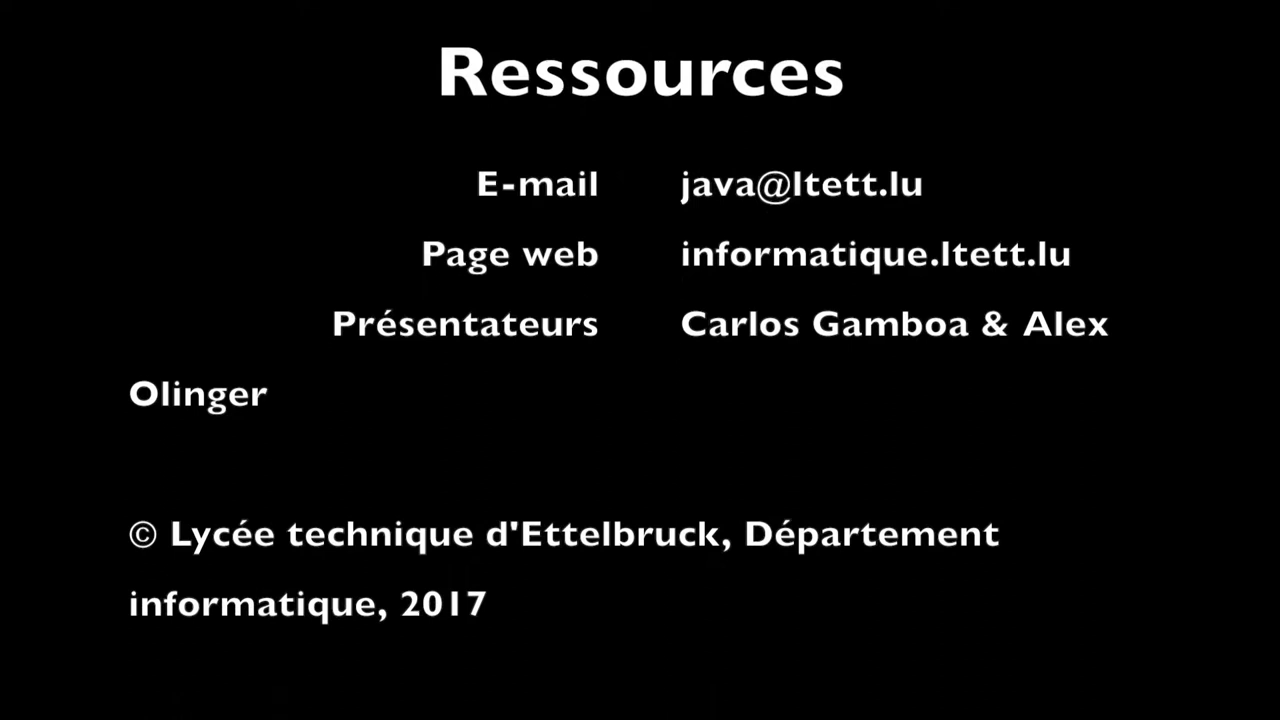 Ressources
E-mail java@ltett.lu
Page web informatique.ltett.lu
Présentateurs Carlos Gamboa & Alex
Olinger
© Lycée technique d'Ettelbruck, Département
informatique, 2017